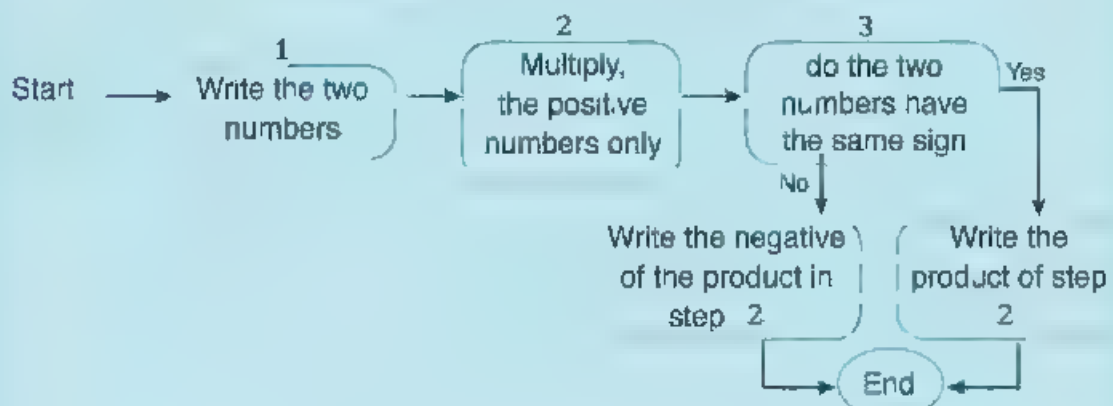 Start
1
Write the two
numbers
2
Multiply,
the positive
numbers only
3
do the two
numbers have
the same sign
Yes
No
Write the negative
of the product in
step 2
Write the
product of step
2
End